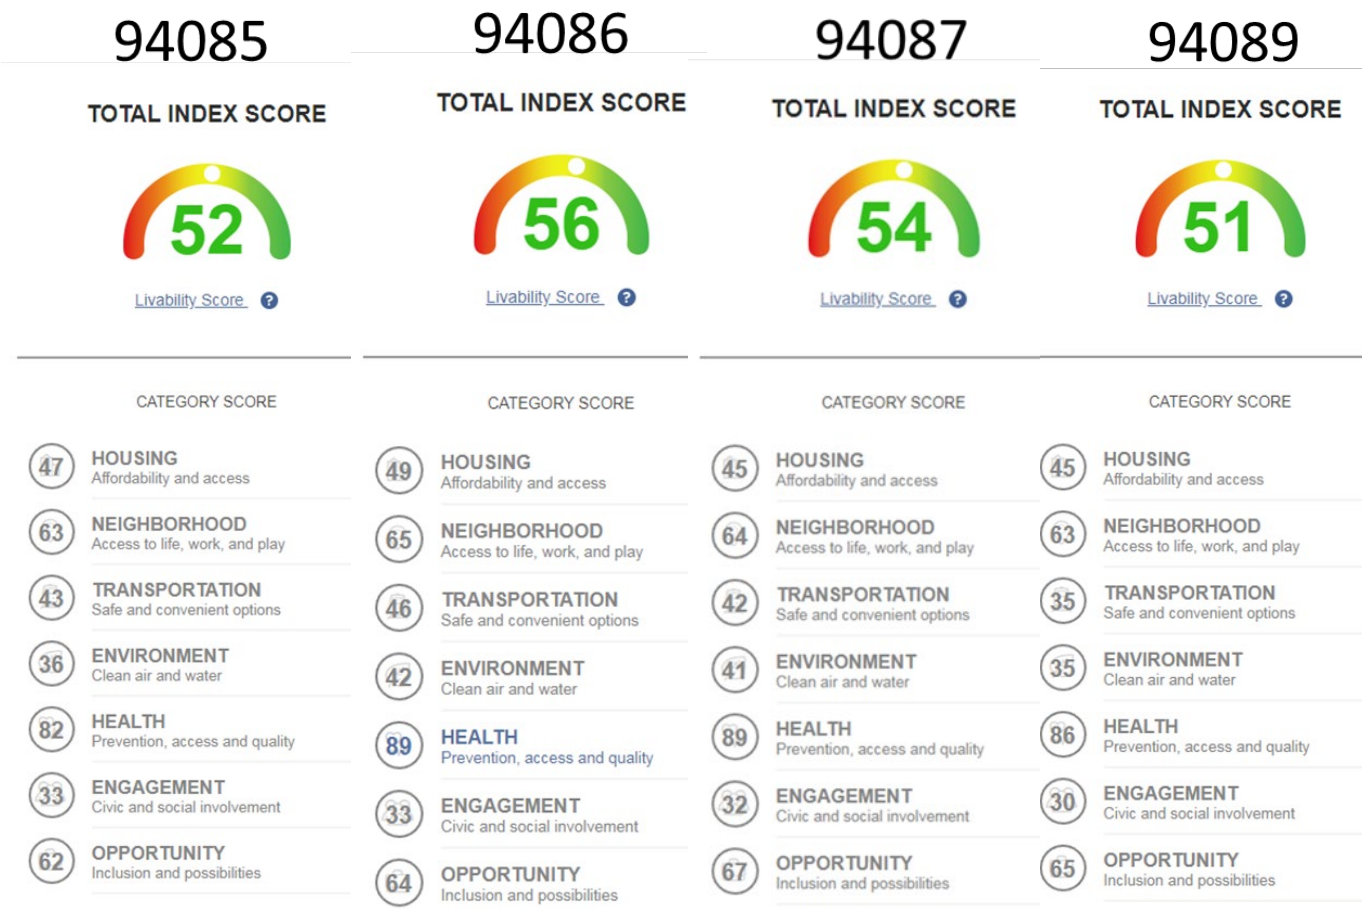 94085
TOTAL INDEX SCORE
52
Livability Score ?
CATEGORY SCORE
47 HOUSING
Affordability and access
63 NEIGHBORHOOD
Access to life, work, and play
43 TRANSPORTATION
Safe and convenient options
36 ENVIRONMENT
Clean air and water
82 HEALTH
Prevention, access and quality
33 ENGAGEMENT
Civic and social involvement
62 OPPORTUNITY
Inclusion and possibilities
94086
TOTAL INDEX SCORE
56
Livability Score ?
CATEGORY SCORE
49 HOUSING
Affordability and access
65 NEIGHBORHOOD
Access to life, work, and play
46 TRANSPORTATION
Safe and convenient options
42 ENVIRONMENT
Clean air and water
89 HEALTH
Prevention, access and quality
33 ENGAGEMENT
Civic and social involvement
64 OPPORTUNITY
Inclusion and possibilities
94087
TOTAL INDEX SCORE
54
Livability Score ?
CATEGORY SCORE
45 HOUSING
Affordability and access
64 NEIGHBORHOOD
Access to life, work, and play
42 TRANSPORTATION
Safe and convenient options
41 ENVIRONMENT
Clean air and water
89 HEALTH
Prevention, access and quality
32 ENGAGEMENT
Civic and social involvement
67 OPPORTUNITY
Inclusion and possibilities
94089
TOTAL INDEX SCORE
51
Livability Score ?
CATEGORY SCORE
45 HOUSING
Affordability and access
63 NEIGHBORHOOD
Access to life, work, and play
35 TRANSPORTATION
Safe and convenient options
35 ENVIRONMENT
Clean air and water
86 HEALTH
Prevention, access and quality
30 ENGAGEMENT
Civic and social involvement
65 OPPORTUNITY
Inclusion and possibilities